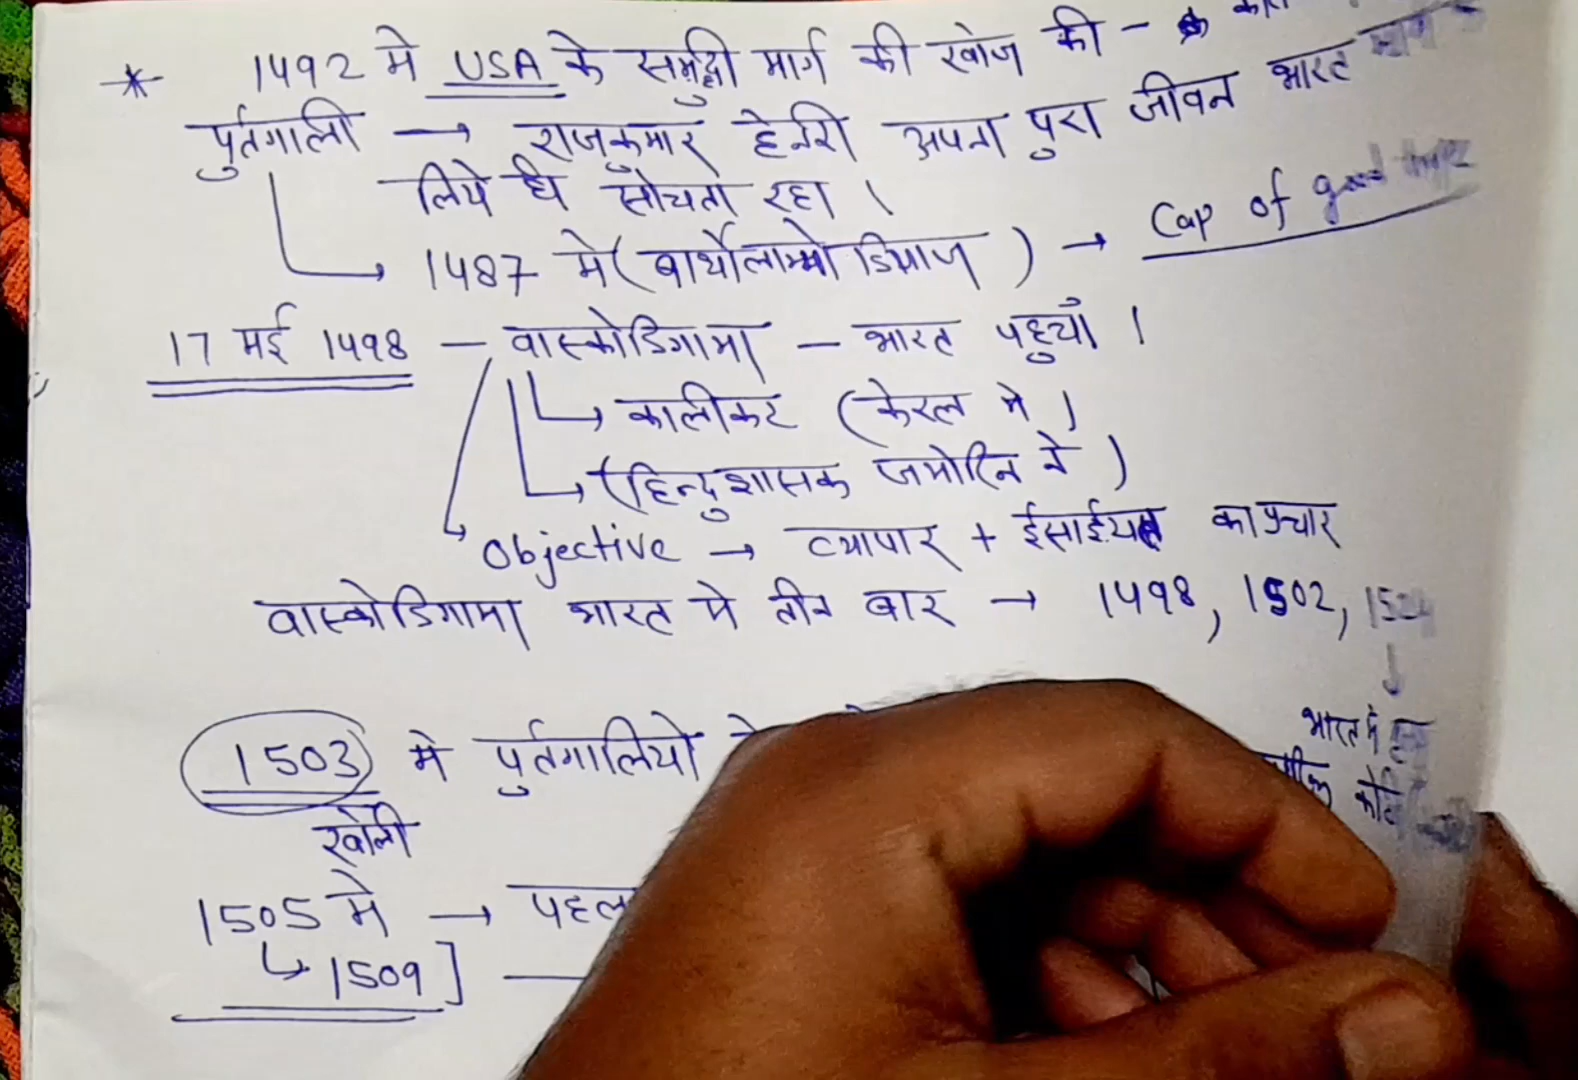 * 1492 मे USA के समुद्री मार्ग की खोज की -
पुर्तगाली → राजकुमार हेनरी अपना पुरा जीवन भारत
लिये ही सोचता रहा ।
1487 मे ( बार्थोलाम्यो डियाज ) → Cap of good
17 मई 1498 – वास्कोडिगामा – भारत पहुचाँ ।
कालीकट (केरल मे)
(हिन्दुशासक जमोरिन ने)
Objective → व्यापार + ईसाईयत का प्रचार
वास्कोडिगामा भारत मे तीन बार → 1498, 1502,
भारत मे
1503 मे पुर्तगालियो
खोली
1505 मे →
1509] —